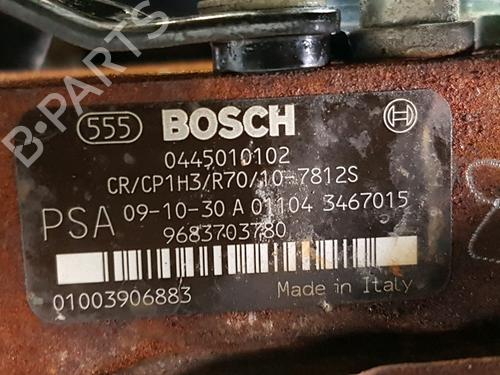 555 BOSCH
0445010102
CR/CP1H3/R70/10-7812S
PSA 09-10-30 A 01104 3467015
9683703780
01003906883 Made in Italy
B-PARTS